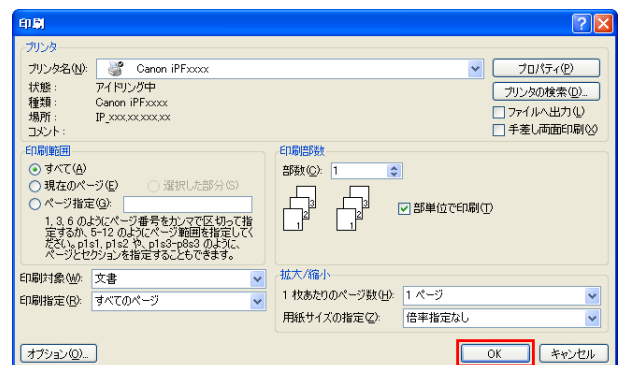 印刷
プリンタ
プリンタ名(N): Canon iPFxxxx プロパティ(P)
状態: アイドリング中 プリンタの検索(D)...
種類: Canon iPFxxxx
場所: IP_xxx,xx,xxx,xx ファイルへ出力(L)
コメント: 手差し両面印刷(X)
印刷範囲
すべて(A)
現在のページ(E) 選択した部分(S)
ページ指定(G):
1, 3, 6 のようにページ番号をカンマで区切って指
定するか、5-12 のようにページ範囲を指定してく
ださい。p1s1, p1s2 や、p1s3-p8s3 のように、
ページとセクションを指定することもできます。
印刷部数
部数(C): 1
1 2 3 1 2 3 部単位で印刷(T)
印刷対象(W): 文書
印刷指定(R): すべてのページ
拡大/縮小
1 枚あたりのページ数(H): 1 ページ
用紙サイズの指定(Z): 倍率指定なし
オプション(O)... OK キャンセル